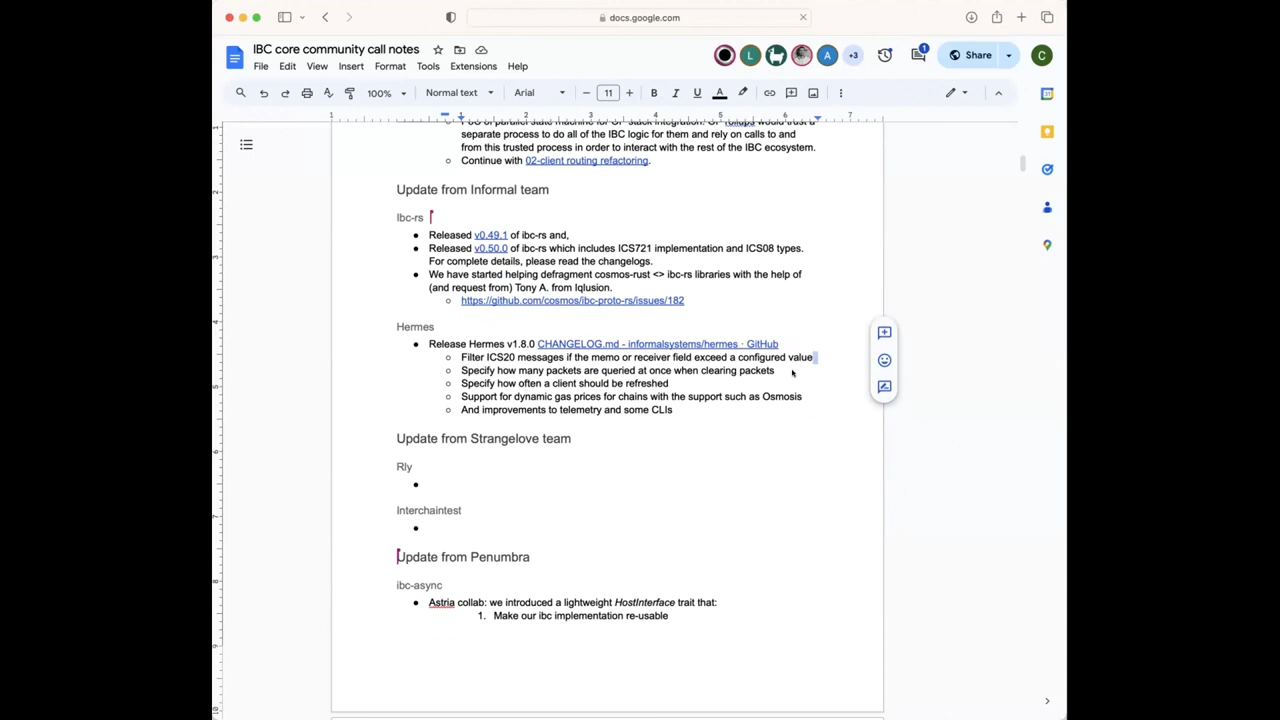 docs.google.com
IBC core community call notes
+3
1
Share
C
File Edit View Insert Format Tools Extensions Help
100% Normal text Arial 11 B I U A
1 1 2 3 4 5 6 7
separate process to do all of the IBC logic for them and rely on calls to and
from this trusted process in order to interact with the rest of the IBC ecosystem.
Continue with 02-client routing refactoring.
Update from Informal team
Ibc-rs
Released v0.49.1 of ibc-rs and,
Released v0.50.0 of ibc-rs which includes ICS721 implementation and ICS08 types.
For complete details, please read the changelogs.
We have started helping defragment cosmos-rust <> ibc-rs libraries with the help of
(and request from) Tony A. from Iqlusion.
https://github.com/cosmos/ibc-proto-rs/issues/182
Hermes
Release Hermes v1.8.0 CHANGELOG.md - informalsystems/hermes · GitHub
Filter ICS20 messages if the memo or receiver field exceed a configured value
Specify how many packets are queried at once when clearing packets
Specify how often a client should be refreshed
Support for dynamic gas prices for chains with the support such as Osmosis
And improvements to telemetry and some CLIs
Update from Strangelove team
Rly
Interchaintest
Update from Penumbra
ibc-async
Astria collab: we introduced a lightweight HostInterface trait that:
1. Make our ibc implementation re-usable